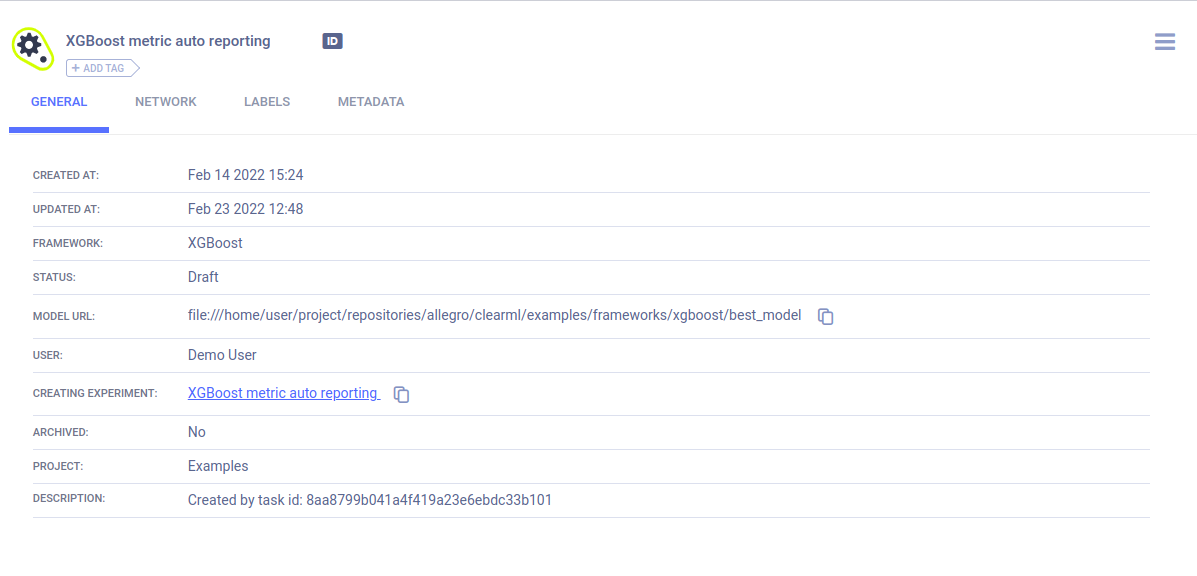 XGBoost metric auto reporting ID
+ ADD TAG
GENERAL NETWORK LABELS METADATA
CREATED AT: Feb 14 2022 15:24
UPDATED AT: Feb 23 2022 12:48
FRAMEWORK: XGBoost
STATUS: Draft
MODEL URL: file:///home/user/project/repositories/allegro/clearml/examples/frameworks/xgboost/best_model
USER: Demo User
CREATING EXPERIMENT: XGBoost metric auto reporting
ARCHIVED: No
PROJECT: Examples
DESCRIPTION: Created by task id: 8aa8799b041a4f419a23e6ebdc33b101